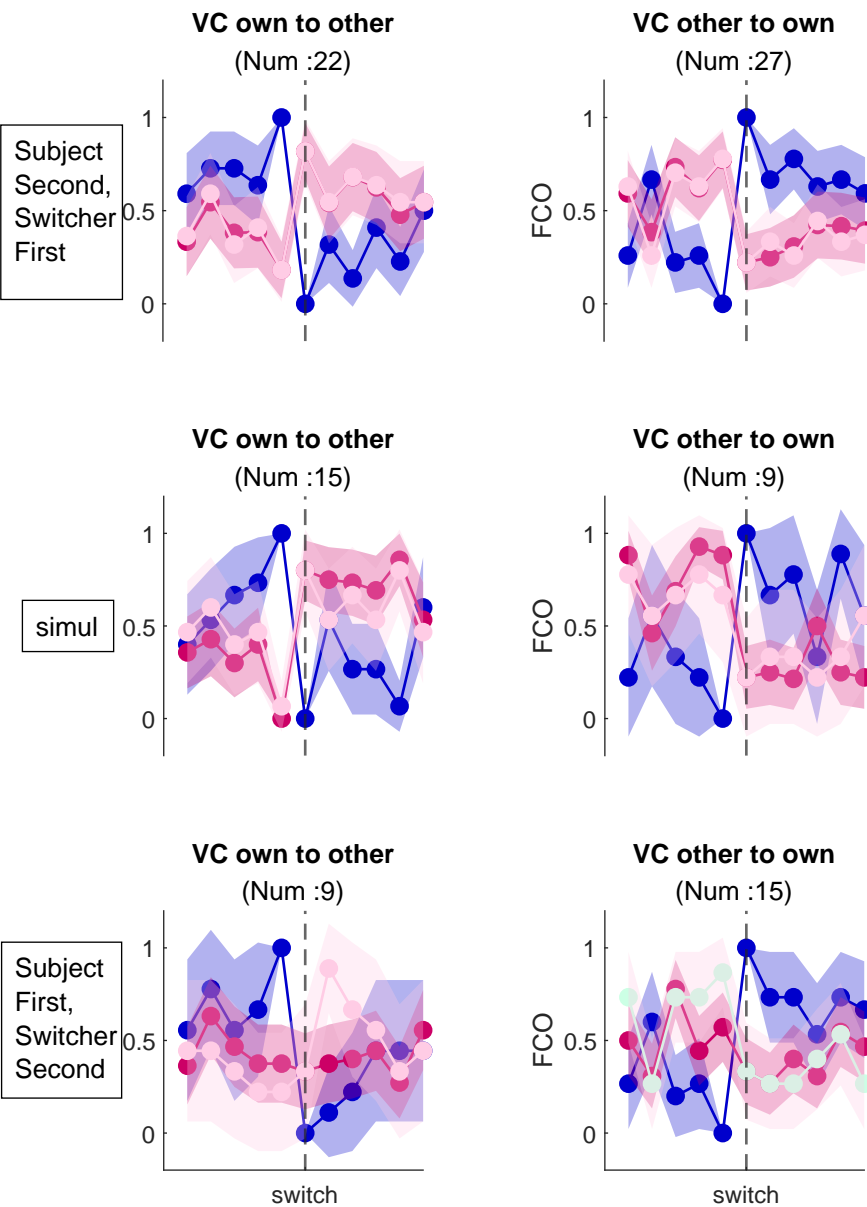 VC own to other
(Num :22)
VC other to own
(Num :27)
Subject
Second,
Switcher
First
1
0.5
0
FCO
1
0.5
0
VC own to other
(Num :15)
VC other to own
(Num :9)
simul
1
0.5
0
FCO
1
0.5
0
VC own to other
(Num :9)
VC other to own
(Num :15)
Subject
First,
Switcher
Second
1
0.5
0
switch
FCO
1
0.5
0
switch